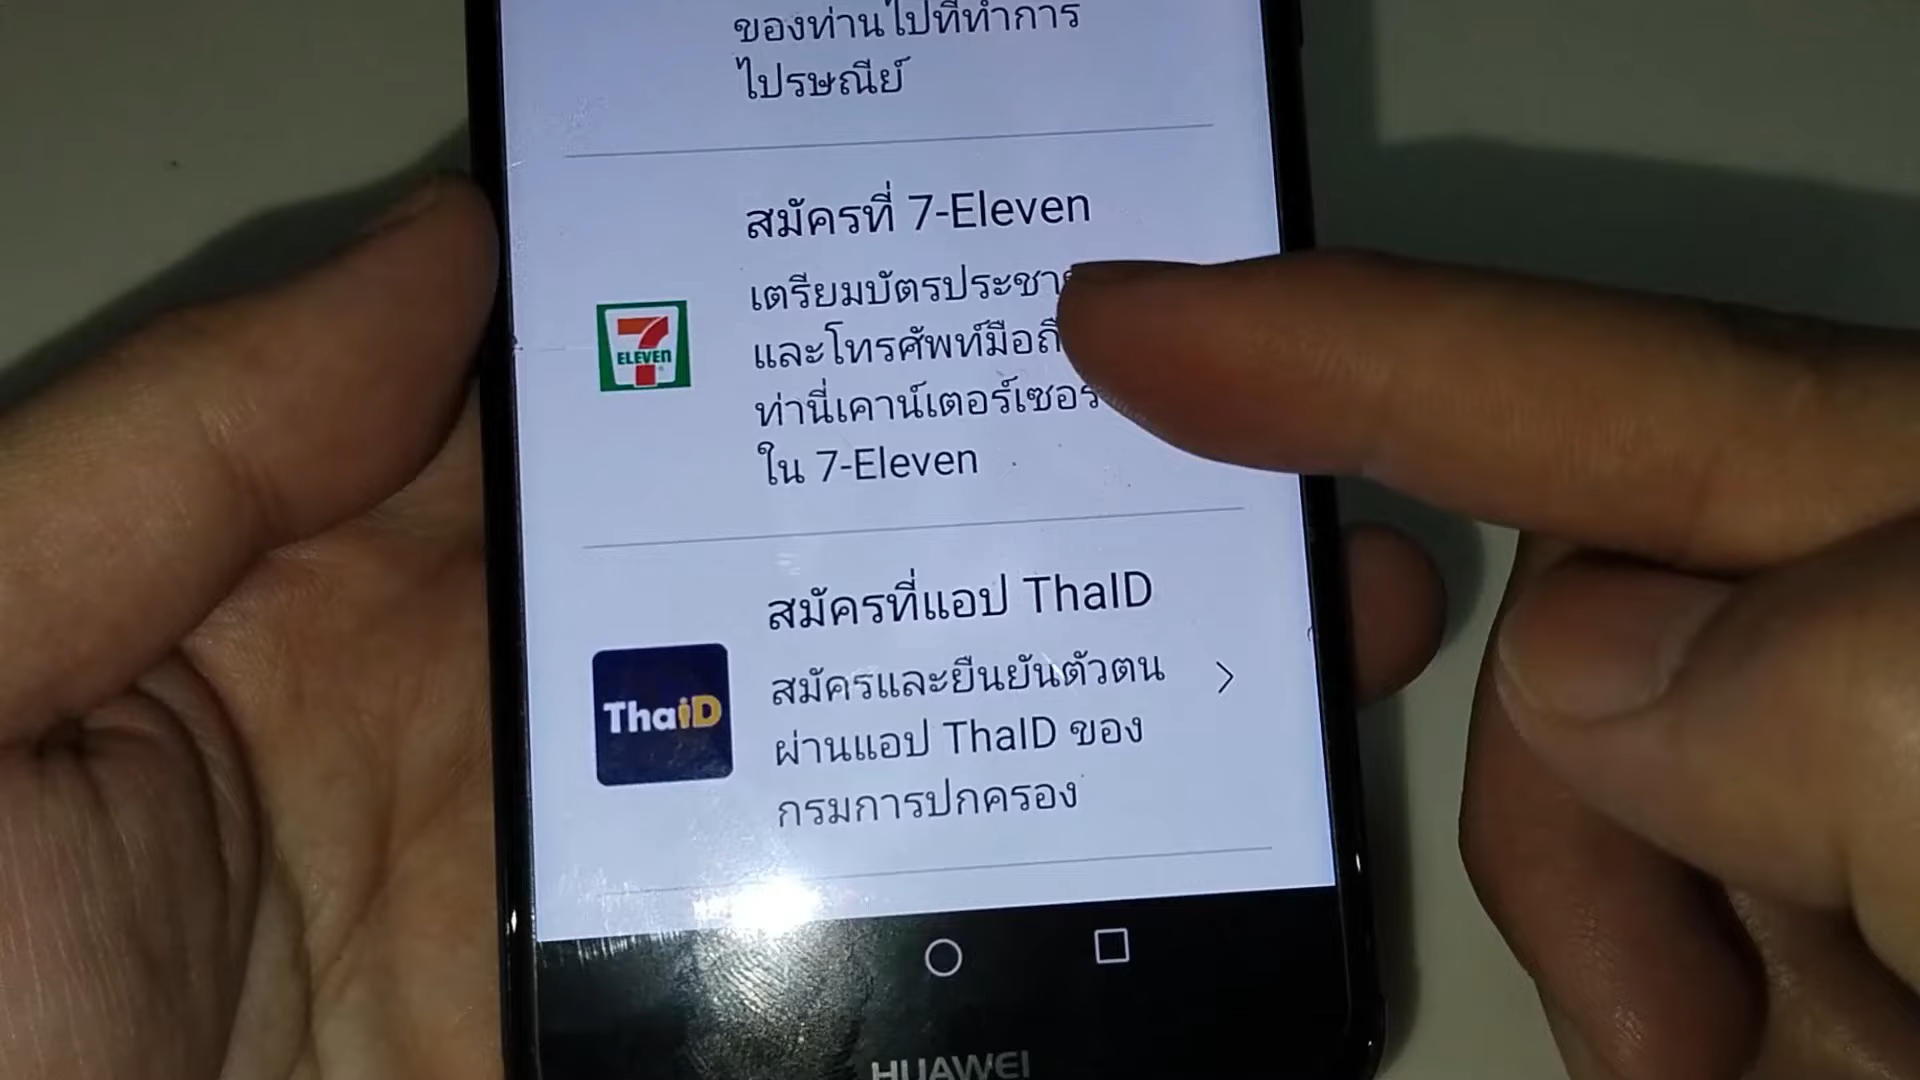 ของท่านไปที่ทำการ
ไปรษณีย์
สมัครที่ 7-Eleven
เตรียมบัตรประชา
และโทรศัพท์มือถื
ท่านี่เคาน์เตอร์เซอร์
ใน 7-Eleven
7
ELEVEn
สมัครที่แอป ThaID
สมัครและยืนยันตัวตน
ผ่านแอป ThaID ของ
กรมการปกครอง
ThaiD
HUAWEI